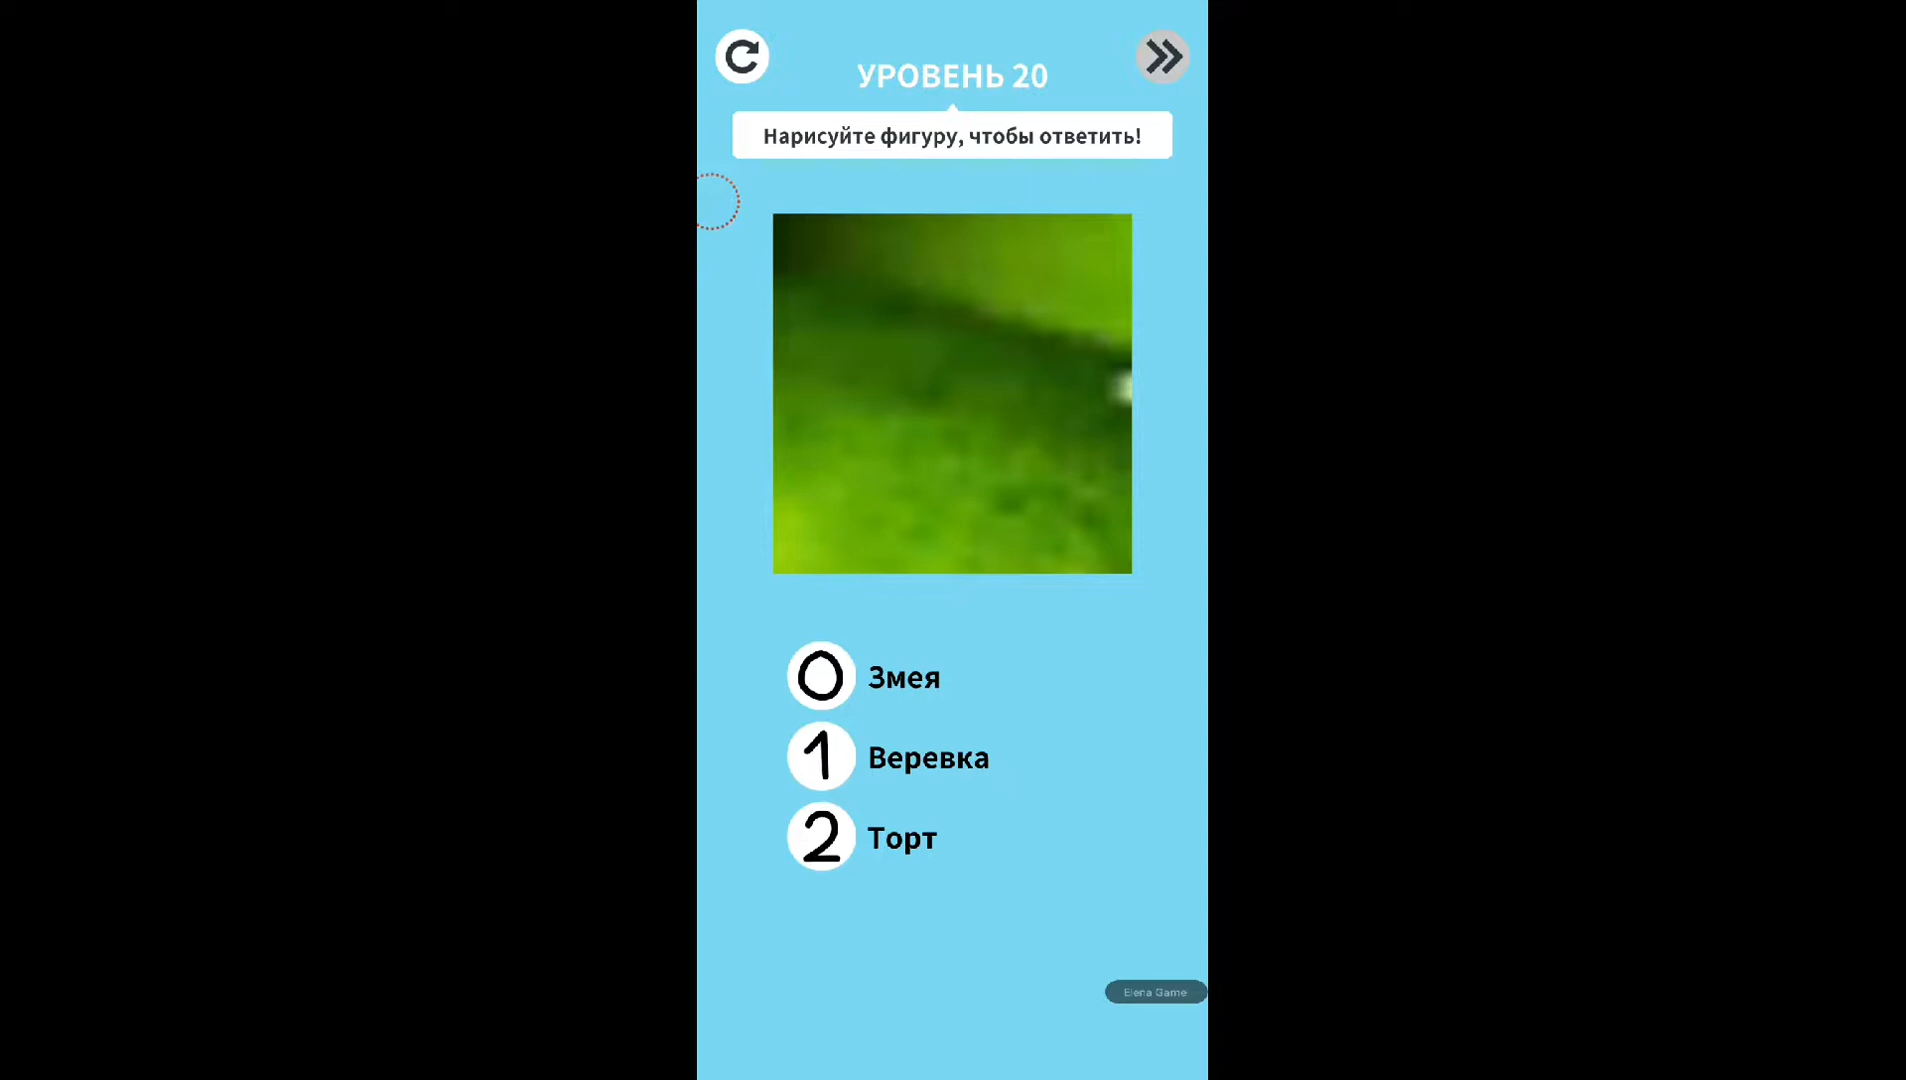 УРОВЕНЬ 20
Нарисуйте фигуру, чтобы ответить!
0 Змея
1 Веревка
2 Торт
Elena Game